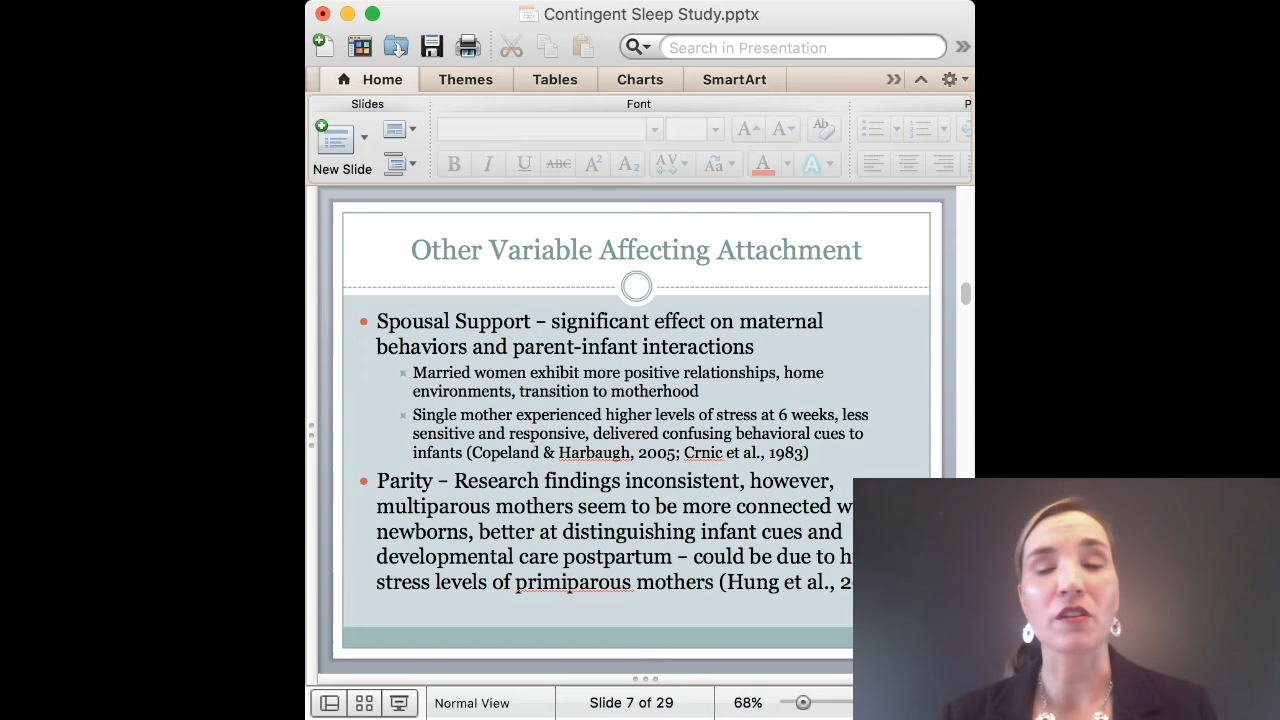 Contingent Sleep Study.pptx
Search in Presentation
Home Themes Tables Charts SmartArt
Slides Font P
New Slide
B I U ABC A2 A2 AV Aa A A
Other Variable Affecting Attachment
Spousal Support – significant effect on maternal
behaviors and parent-infant interactions
Married women exhibit more positive relationships, home
environments, transition to motherhood
Single mother experienced higher levels of stress at 6 weeks, less
sensitive and responsive, delivered confusing behavioral cues to
infants (Copeland & Harbaugh, 2005; Crnic et al., 1983)
Parity – Research findings inconsistent, however,
multiparous mothers seem to be more connected w
newborns, better at distinguishing infant cues and
developmental care postpartum – could be due to h
stress levels of primiparous mothers (Hung et al., 2
Normal View Slide 7 of 29 68%